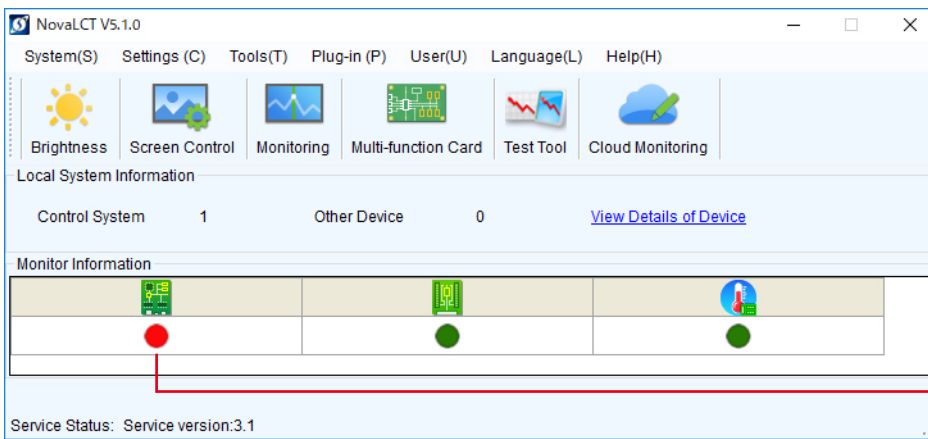 NovaLCT V5.1.0
System(S) Settings (C) Tools(T) Plug-in (P) User(U) Language(L) Help(H)
Brightness Screen Control Monitoring Multi-function Card Test Tool Cloud Monitoring
Local System Information
Control System 1 Other Device 0 View Details of Device
Monitor Information
Service Status: Service version:3.1